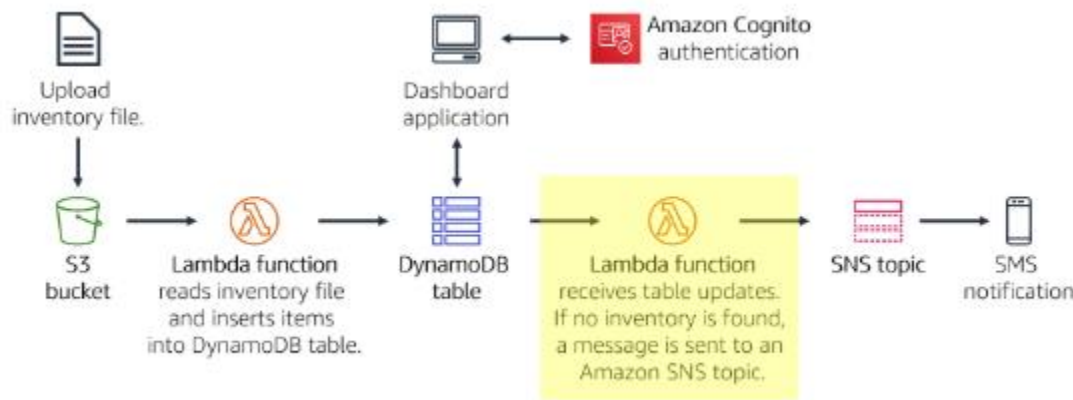 Amazon Cognito
authentication
Upload
inventory file.
Dashboard
application
S3
bucket
Lambda function
reads inventory file
and inserts items
into DynamoDB table.
DynamoDB
table
Lambda function
receives table updates.
If no inventory is found,
a message is sent to an
Amazon SNS topic.
SNS topic
SMS
notification